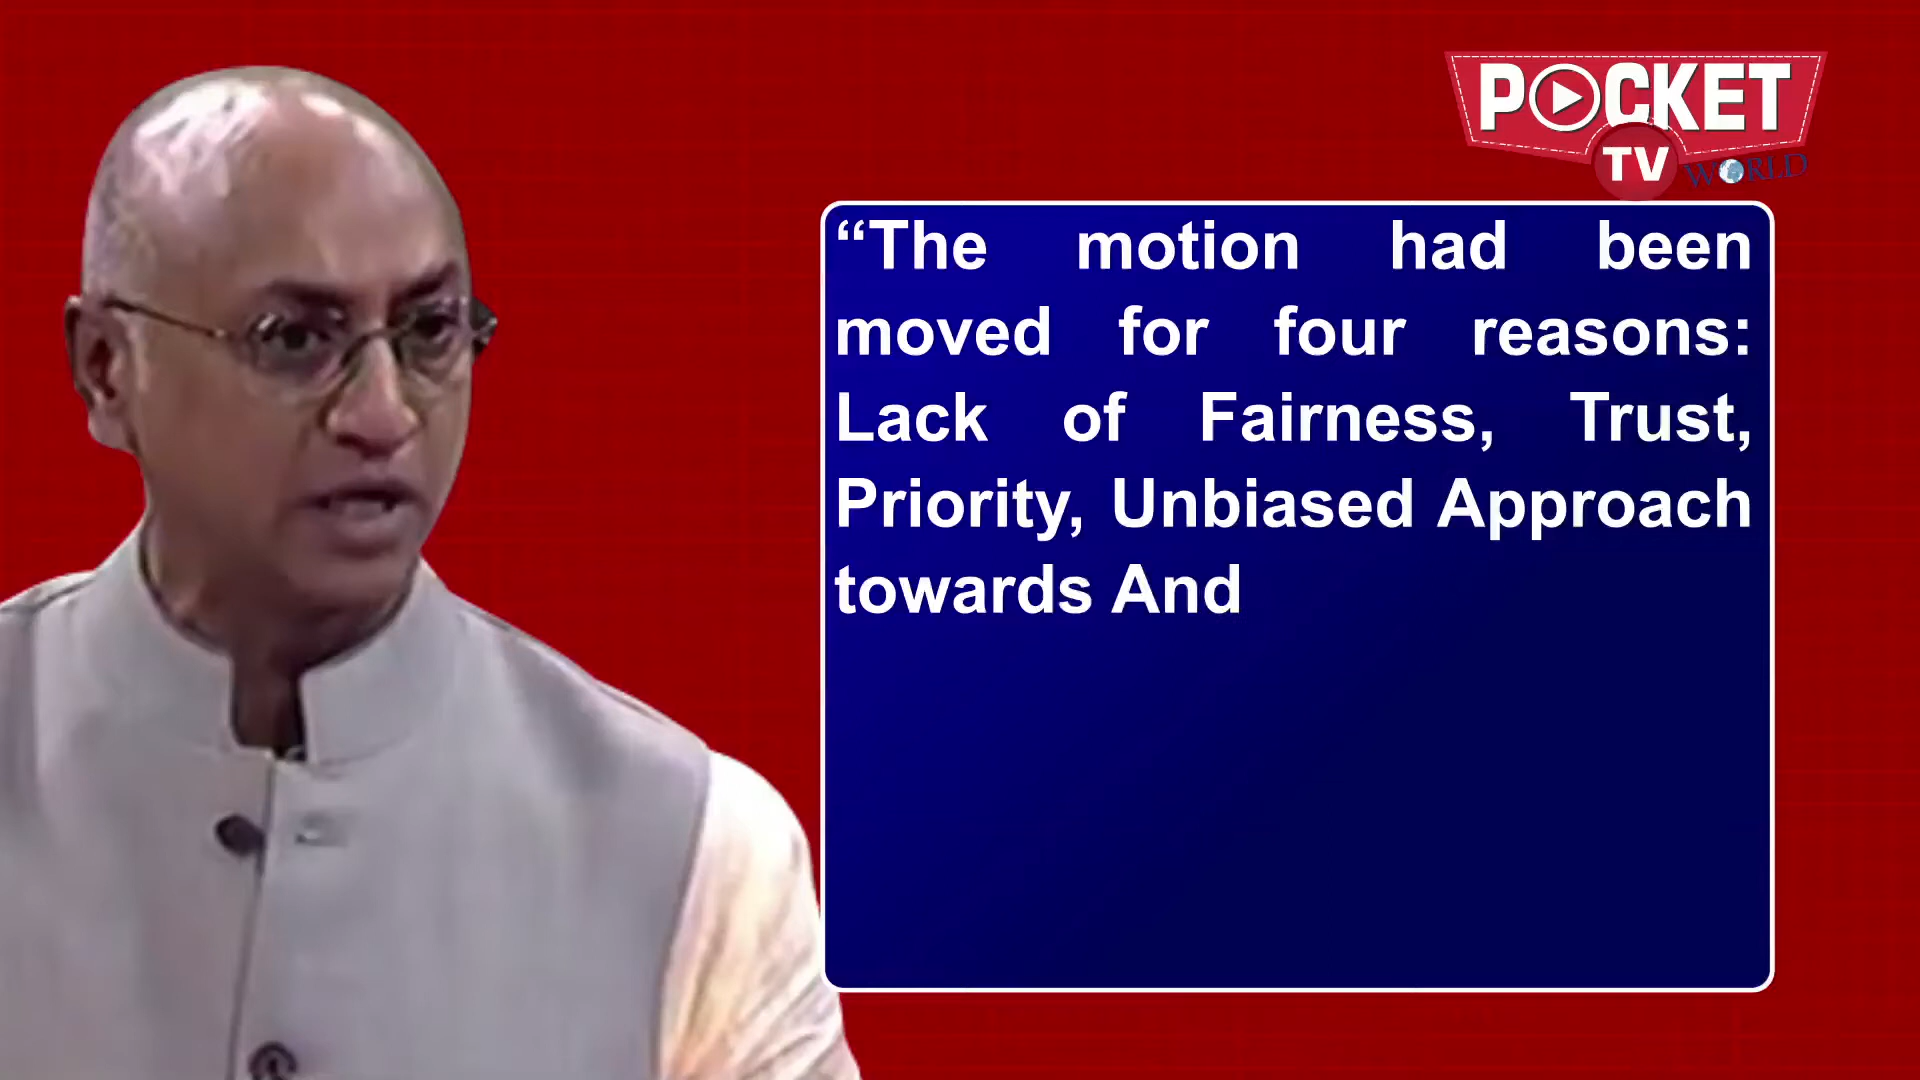 POCKET
TV WORLD
“The motion had been
moved for four reasons:
Lack of Fairness, Trust,
Priority, Unbiased Approach
towards And